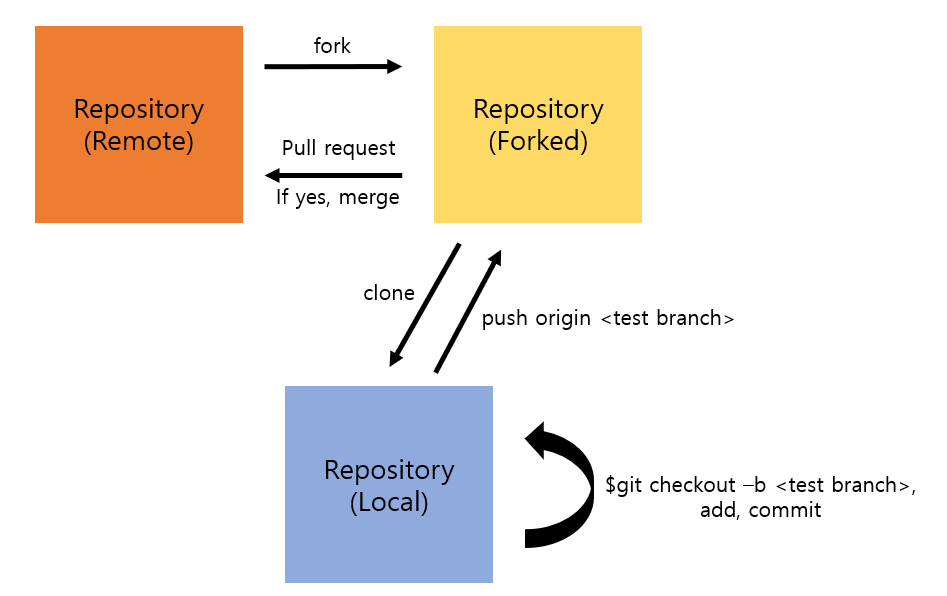 fork
Repository
(Remote)
Repository
(Forked)
Pull request
If yes, merge
clone
push origin <test branch>
Repository
(Local)
$git checkout –b <test branch>,
add, commit